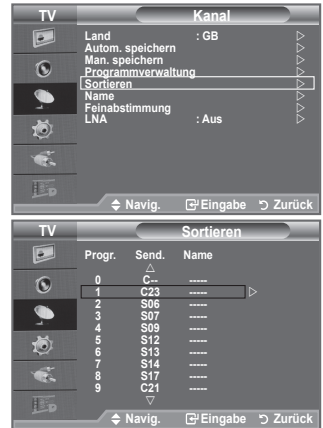 TV Kanal
Land : GB
Autom. speichern
Man. speichern
Programmverwaltung
Sortieren
Name
Feinabstimmung
LNA : Aus
Navig. Eingabe Zurück
TV Sortieren
Progr. Send. Name
0 C-- -----
1 C23 -----
2 S06 -----
3 S07 -----
4 S09 -----
5 S12 -----
6 S13 -----
7 S14 -----
8 S17 -----
9 C21 -----
Navig. Eingabe Zurück